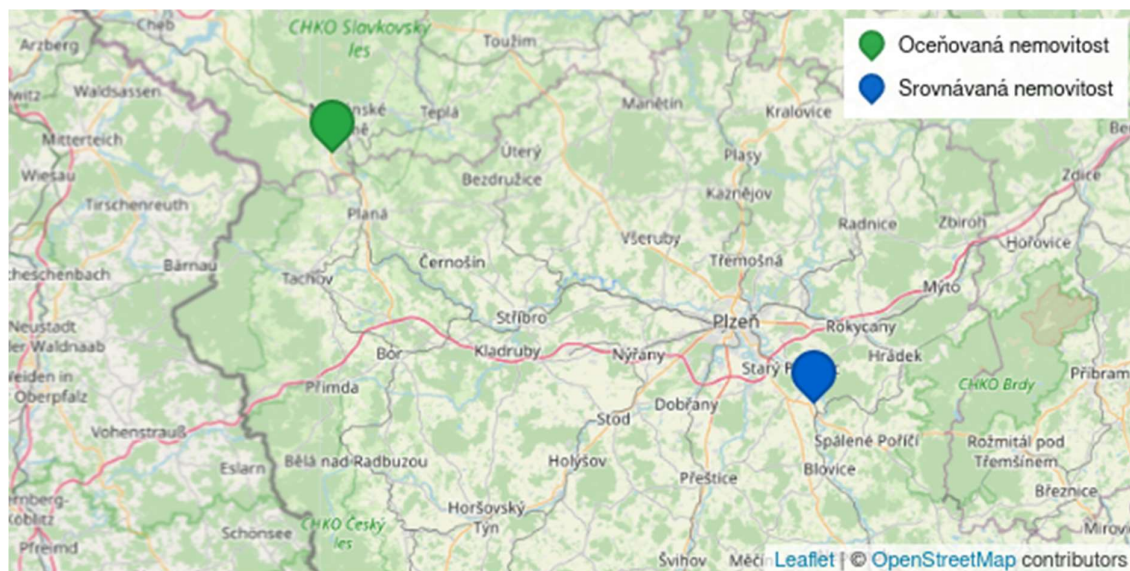 Cheb
CHKO Slavkovský
les
Toužim
Arzberg
Oceňovaná nemovitost
Srovnávaná nemovitost
Waldsassen
Teplá
Manětín
Kralovice
Mitterteich
Wiesau
Úterý
Plasy
Bezdružice
Kaznějov
Zdice
Tirschenreuth
Planá
Radnice
Zbiroh
Hořovice
Všeruby
Bärnau
Černošín
Třemošná
Tachov
Mýto
Neustadt
Stříbro
Plzeň
Rokycany
Bor
Kladruby
Nýřany
Hrádek
Starý
Přimda
CHKO Brdy
Příbram
Oberpfalz
Dobřany
Stod
Vohenstrauß
Spálené Poříčí
Rožmitál pod
Třemšínem
Eslarn
Bělá nad Radbuzou
Holýšov
Blovice
Přeštice
Březnice
Horšovský
Týn
CHKO Český
les
Schönsee
Pfreimd
Švihov
Leaflet | © OpenStreetMap contributors